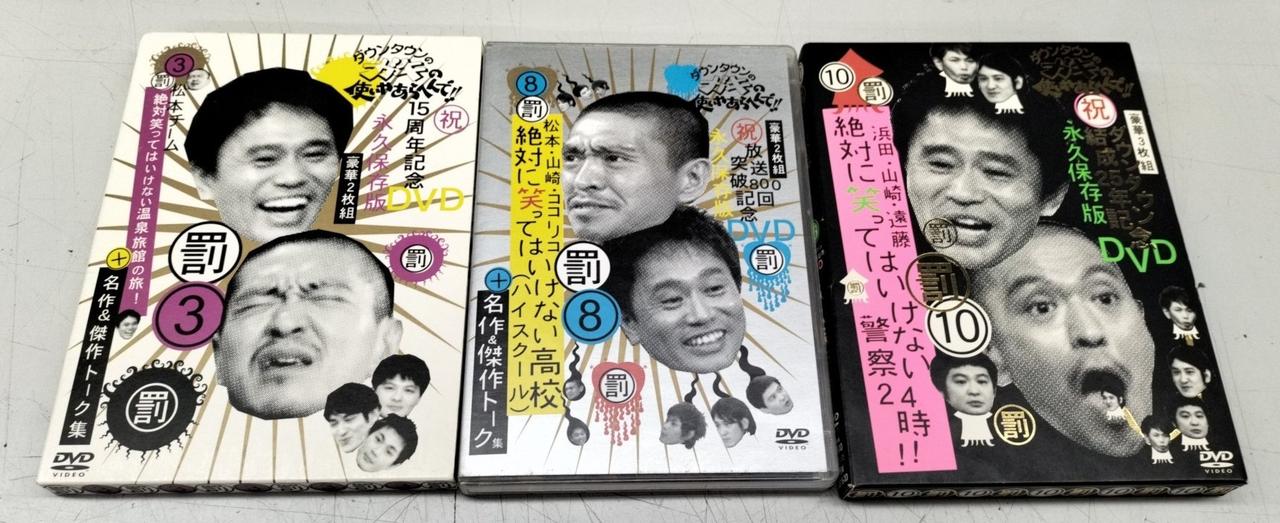 ③
罰
松本チーム
絶対笑ってはいけない温泉旅館の旅!
+
名作&傑作トーク集
ダウンタウンの
ガキの
使いやあらへんで!!
祝
15周年記念
永久保存版
DVD
豪華2枚組
罰
③
罰
罰
DVD
VIDEO
⑧
罰
松本・山崎・ココリコ
絶対に笑ってはいけない高校
(ハイスクール)
+
名作&傑作トーク集
ダウンタウンの
ガキの
使いやあらへんで!!
豪華2枚組
祝
放送800回
突破記念
永久保存版
DVD
罰
⑧
罰
罰
DVD
VIDEO
⑩
罰
浜田・山崎・遠藤
絶対に笑ってはいけない
警察24時!!
ダウンタウンの
ガキの
使いやあらへんで!!
豪華3枚組
祝
ダウンタウン
結成25年記念
永久保存版
DVD
罰
罰
⑩
罰
罰
DVD
VIDEO